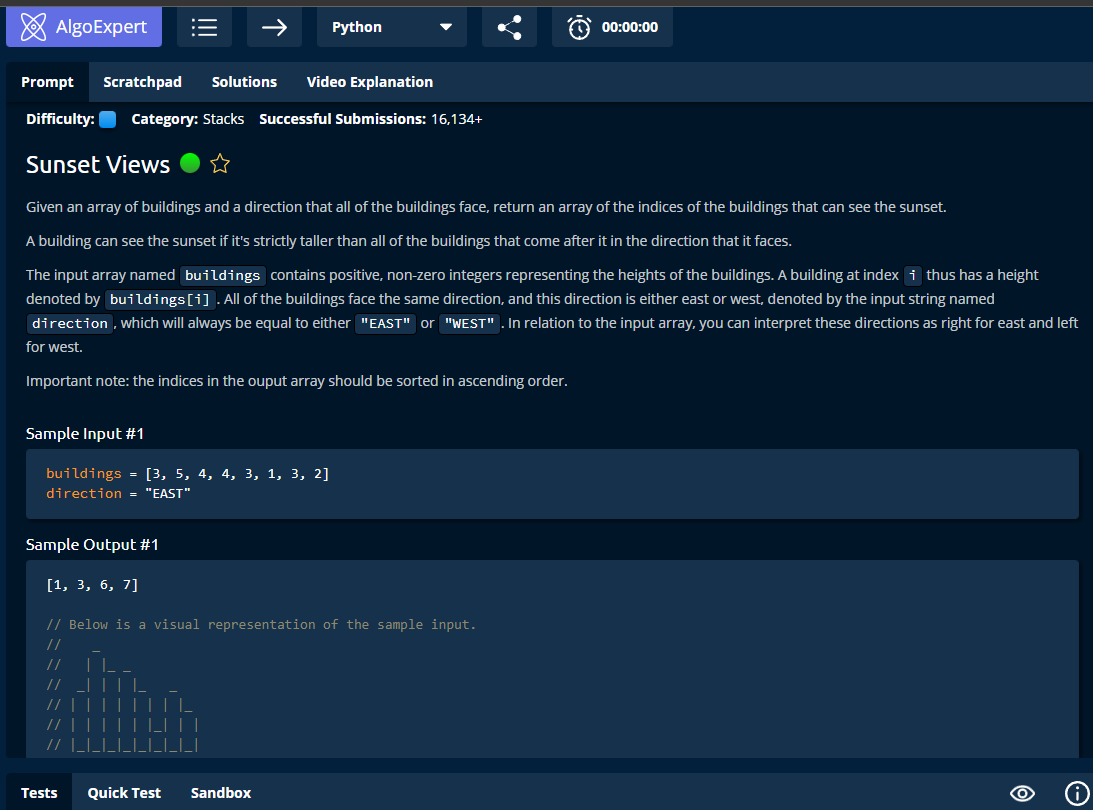 AlgoExpert Python 00:00:00
Prompt Scratchpad Solutions Video Explanation
Difficulty: Category: Stacks Successful Submissions: 16,134+
Sunset Views
Given an array of buildings and a direction that all of the buildings face, return an array of the indices of the buildings that can see the sunset.
A building can see the sunset if it's strictly taller than all of the buildings that come after it in the direction that it faces.
The input array named buildings contains positive, non-zero integers representing the heights of the buildings. A building at index i thus has a height
denoted by buildings[i] . All of the buildings face the same direction, and this direction is either east or west, denoted by the input string named
direction , which will always be equal to either "EAST" or "WEST" . In relation to the input array, you can interpret these directions as right for east and left
for west.
Important note: the indices in the ouput array should be sorted in ascending order.
Sample Input #1
buildings = [3, 5, 4, 4, 3, 1, 3, 2]
direction = "EAST"
Sample Output #1
[1, 3, 6, 7]
// Below is a visual representation of the sample input.
//    _
//   | |_ _
//  _| | | |_   _
// | | | | | | | |_
// | | | | | |_| | |
// |_|_|_|_|_|_|_|_|
Tests Quick Test Sandbox